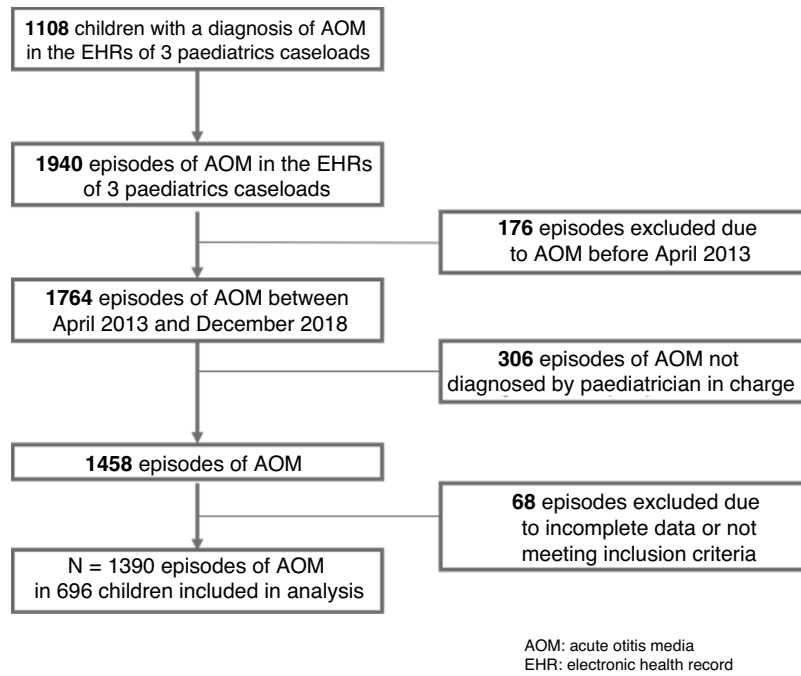 1108 children with a diagnosis of AOM
in the EHRs of 3 paediatrics caseloads
1940 episodes of AOM in the EHRs
of 3 paediatrics caseloads
176 episodes excluded due
to AOM before April 2013
1764 episodes of AOM between
April 2013 and December 2018
306 episodes of AOM not
diagnosed by paediatrician in charge
1458 episodes of AOM
68 episodes excluded due
to incomplete data or not
meeting inclusion criteria
N = 1390 episodes of AOM
in 696 children included in analysis
AOM: acute otitis media
EHR: electronic health record